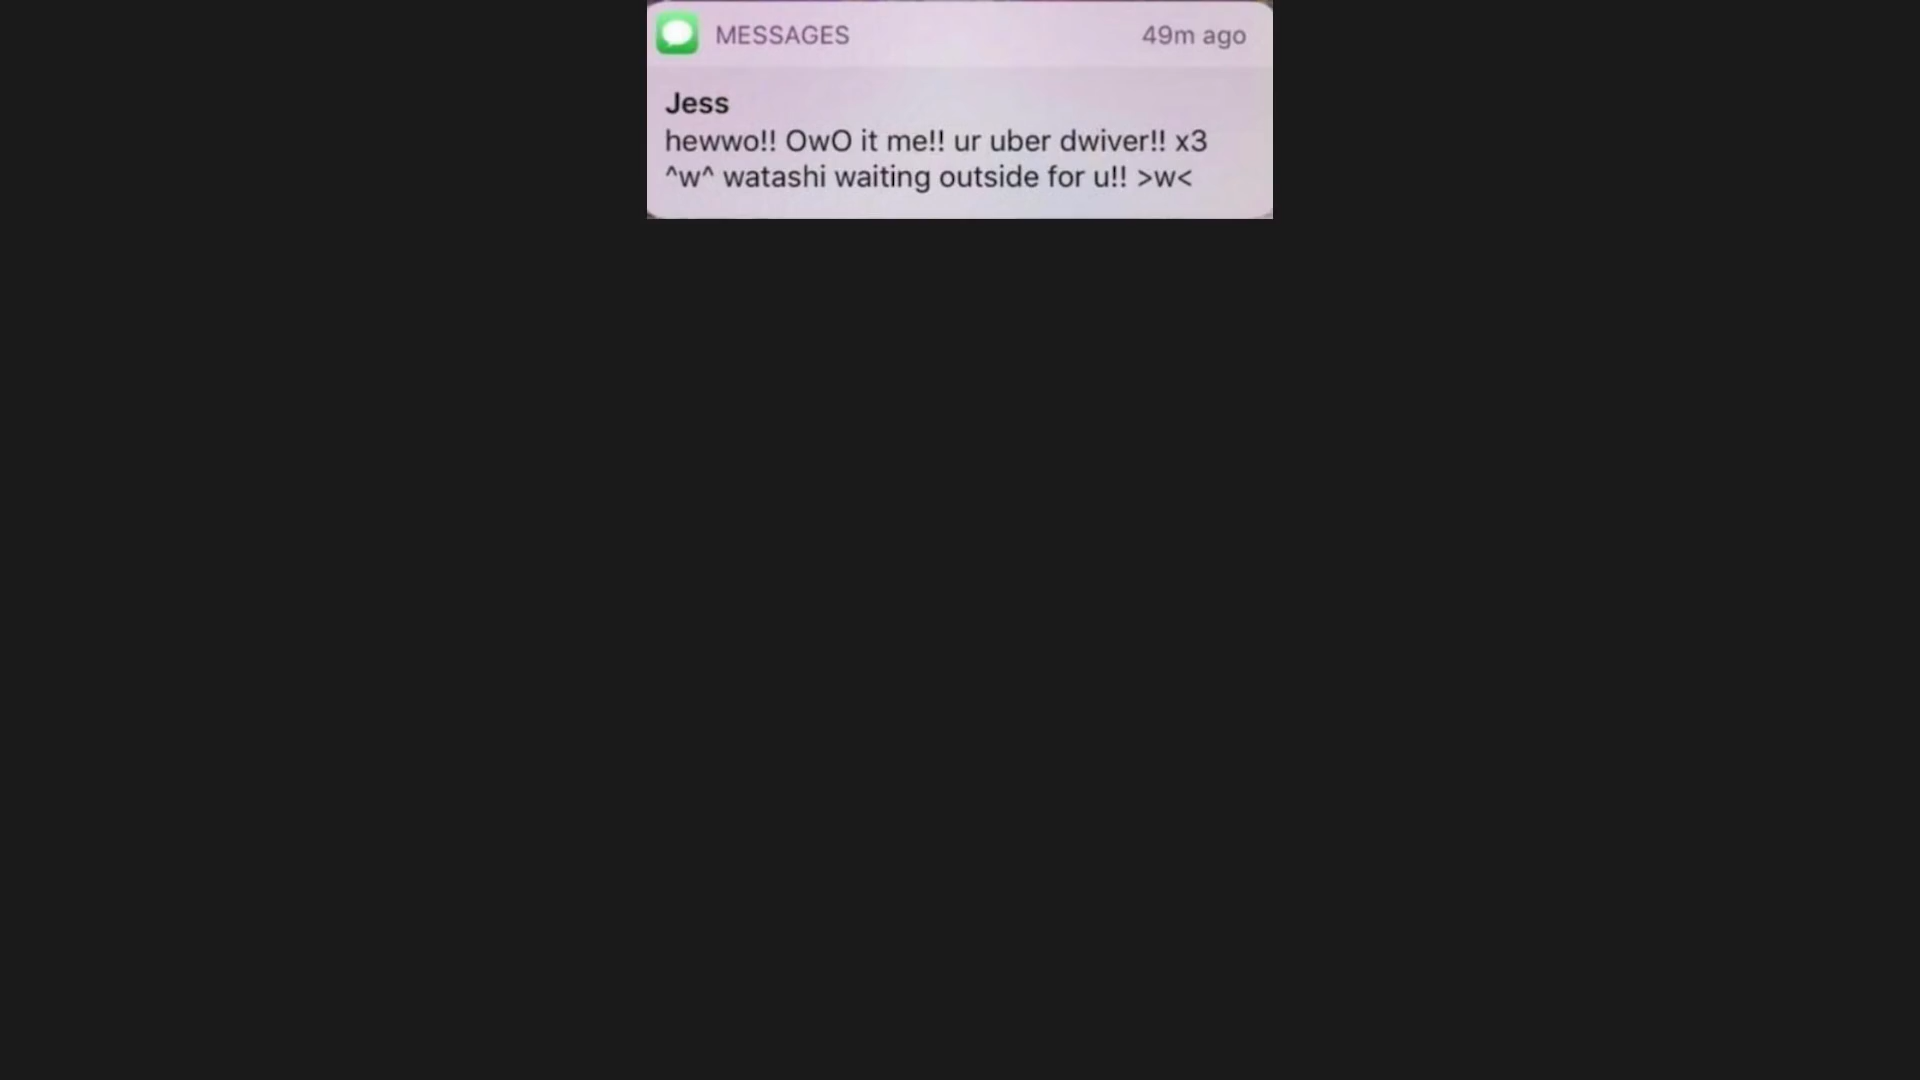 MESSAGES 49m ago
Jess
hewwo!! OwO it me!! ur uber dwiver!! x3
^w^ watashi waiting outside for u!! >w<